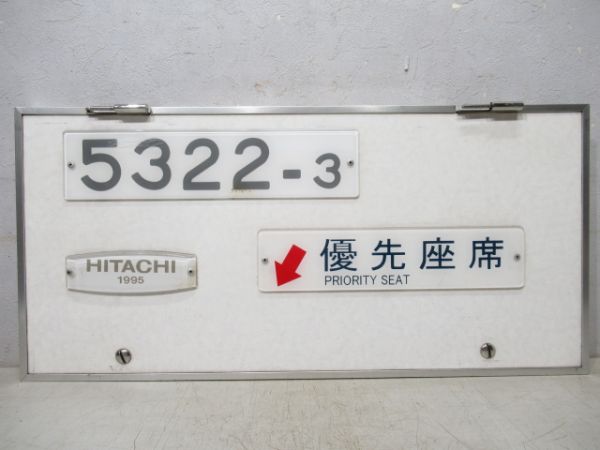 5322-3
HITACHI
1995
優先座席
PRIORITY SEAT